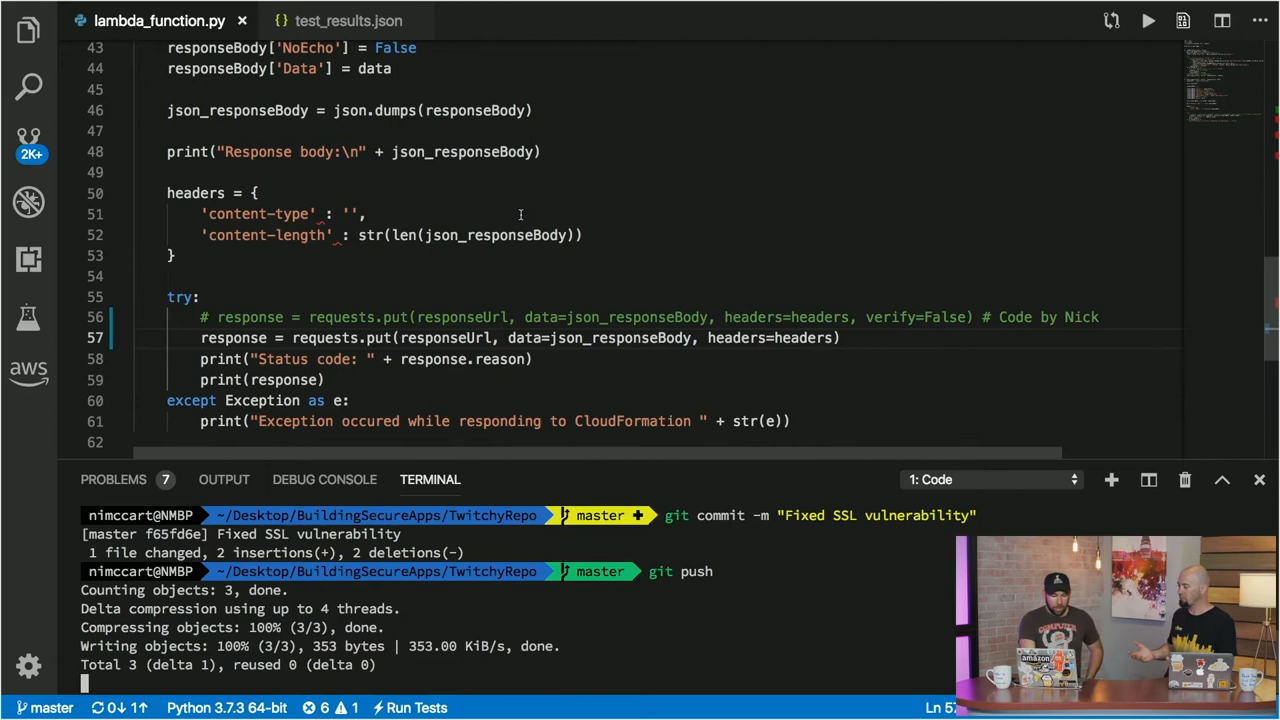 lambda_function.py
{} test_results.json
43 responseBody['NoEcho'] = False
44 responseBody['Data'] = data
45
46 json_responseBody = json.dumps(responseBody)
47
48 print("Response body:\n" + json_responseBody)
49
50 headers = {
51 'content-type' : '',
52 'content-length' : str(len(json_responseBody))
53 }
54
55 try:
56 # response = requests.put(responseUrl, data=json_responseBody, headers=headers, verify=False) # Code by Nick
57 response = requests.put(responseUrl, data=json_responseBody, headers=headers)
58 print("Status code: " + response.reason)
59 print(response)
60 except Exception as e:
61 print("Exception occured while responding to CloudFormation " + str(e))
62
2K+
aws
PROBLEMS 7 OUTPUT DEBUG CONSOLE TERMINAL 1: Code
nimccart@NMBP ~/Desktop/BuildingSecureApps/TwitchyRepo master + git commit -m "Fixed SSL vulnerability"
[master f65fd6e] Fixed SSL vulnerability
1 file changed, 2 insertions(+), 2 deletions(-)
nimccart@NMBP ~/Desktop/BuildingSecureApps/TwitchyRepo master git push
Counting objects: 3, done.
Delta compression using up to 4 threads.
Compressing objects: 100% (3/3), done.
Writing objects: 100% (3/3), 353 bytes | 353.00 KiB/s, done.
Total 3 (delta 1), reused 0 (delta 0)
COMPUTER
amazon
master 0↓ 1↑ Python 3.7.3 64-bit 6 1 Run Tests